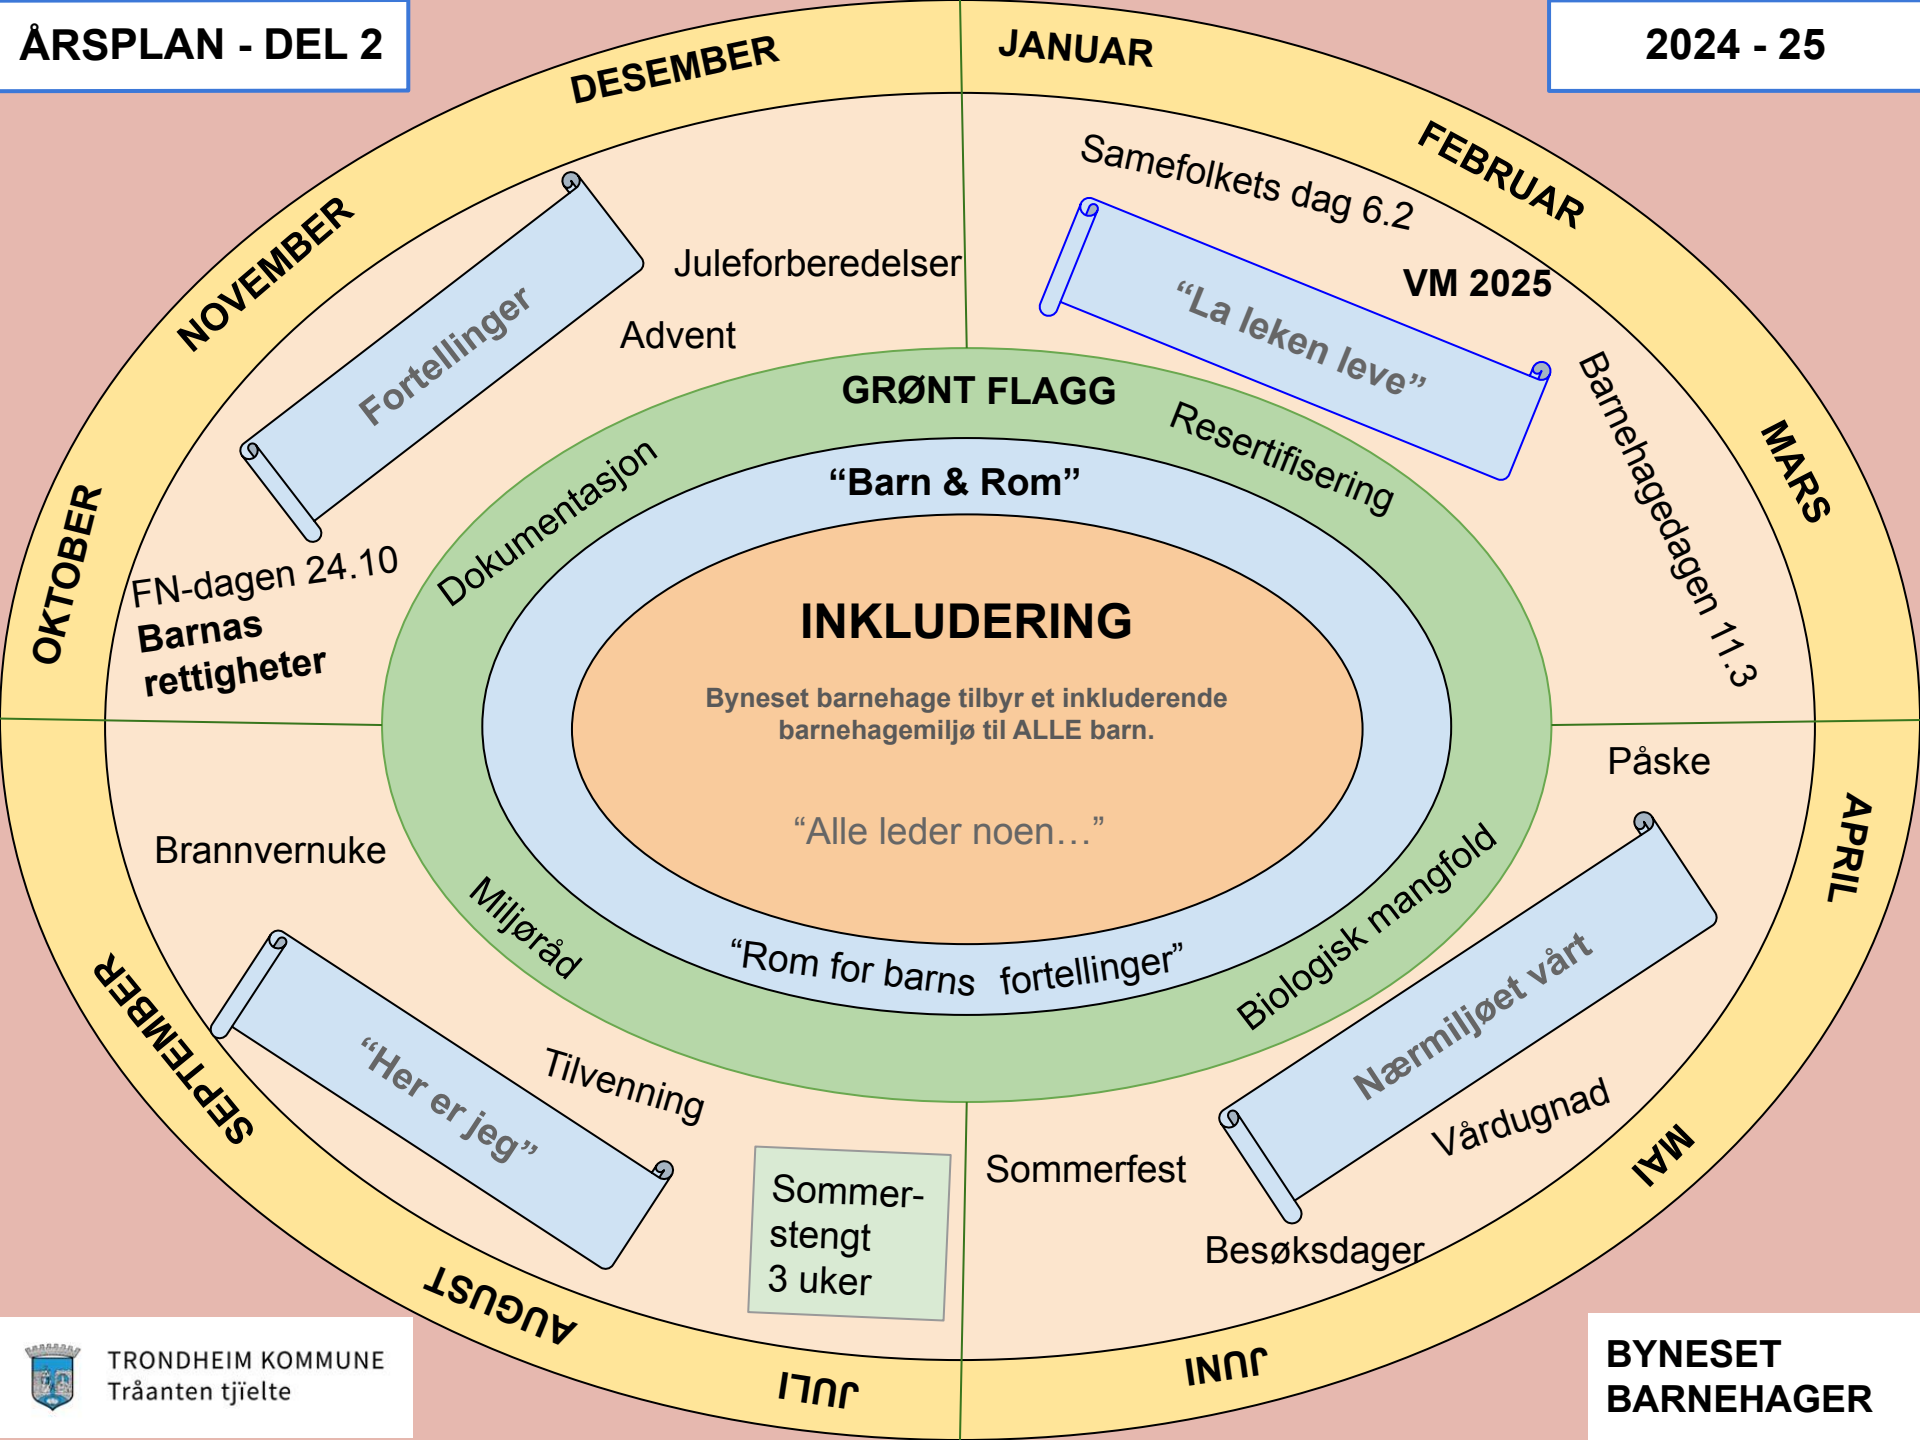 ÅRSPLAN - DEL 2
2024 - 25
JANUAR
FEBRUAR
MARS
APRIL
MAI
JUNI
JULI
AUGUST
SEPTEMBER
OKTOBER
NOVEMBER
DESEMBER
Samefolkets dag 6.2
VM 2025
“La leken leve”
Barnehagedagen 11.3
Påske
Nærmiljøet vårt
Vårdugnad
Besøksdager
Sommerfest
Sommer-
stengt
3 uker
Tilvenning
“Her er jeg”
Brannvernuke
FN-dagen 24.10
Barnas
rettigheter
Fortellinger
Juleforberedelser
Advent
GRØNT FLAGG
Resertifisering
Biologisk mangfold
Miljøråd
Dokumentasjon
“Barn & Rom”
“Rom for barns fortellinger”
INKLUDERING
Byneset barnehage tilbyr et inkluderende
barnehagemiljø til ALLE barn.
“Alle leder noen…”
TRONDHEIM KOMMUNE
Tråanten tjïelte
BYNESET
BARNEHAGER